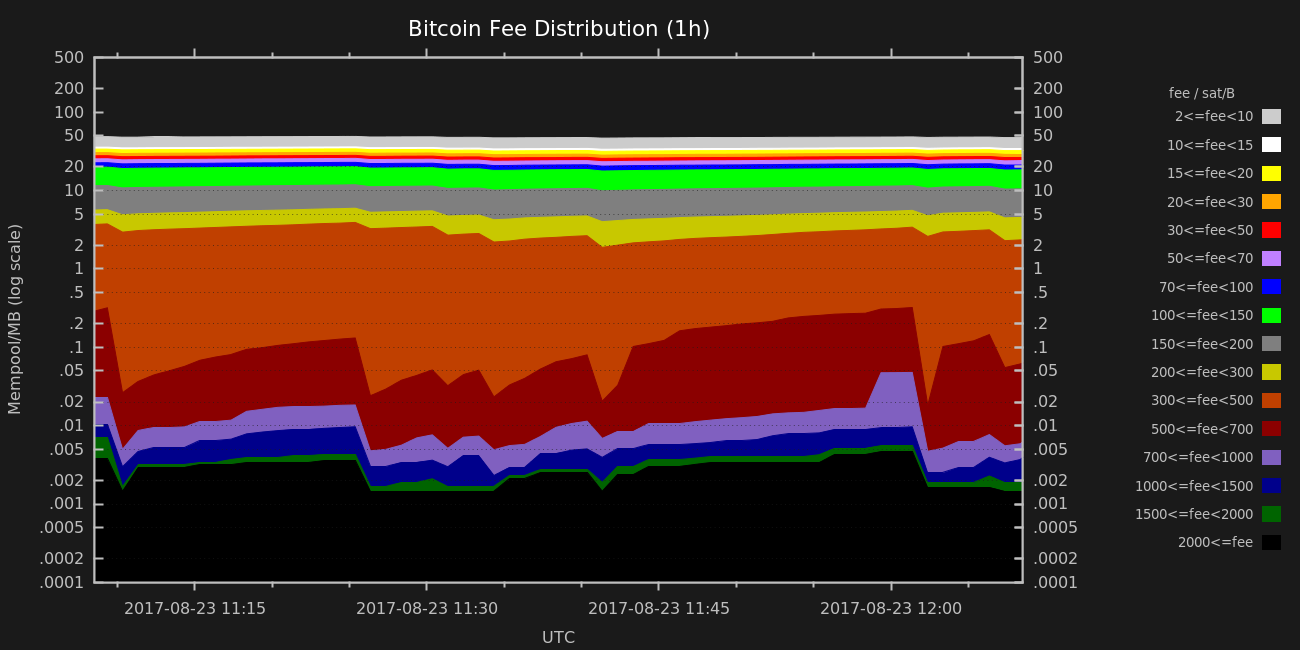 Bitcoin Fee Distribution (1h)
500 500
200 200
100 100
50 50
20 20
10 10
5 5
2 2
1 1
.5 .5
.2 .2
.1 .1
.05 .05
.02 .02
.01 .01
.005 .005
.002 .002
.001 .001
.0005 .0005
.0002 .0002
.0001 .0001
Mempool/MB (log scale)
2017-08-23 11:15 2017-08-23 11:30 2017-08-23 11:45 2017-08-23 12:00
UTC
fee / sat/B
2<=fee<10
10<=fee<15
15<=fee<20
20<=fee<30
30<=fee<50
50<=fee<70
70<=fee<100
100<=fee<150
150<=fee<200
200<=fee<300
300<=fee<500
500<=fee<700
700<=fee<1000
1000<=fee<1500
1500<=fee<2000
2000<=fee